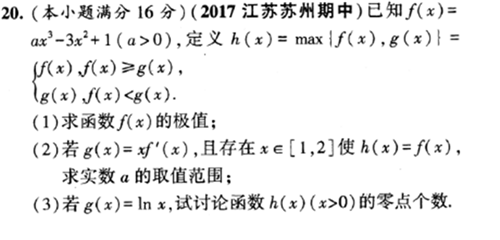 20. (本小题满分 16 分)(2017 江苏苏州期中)已知 f(x)=
ax³-3x²+1(a>0),定义 h(x)= max{f(x),g(x)}=
{f(x),f(x)≥g(x),
g(x),f(x)<g(x).
(1)求函数 f(x)的极值;
(2)若 g(x)=xf′(x),且存在 x∈[1,2]使 h(x)=f(x),
求实数 a 的取值范围;
(3)若 g(x)=ln x,试讨论函数 h(x)(x>0)的零点个数.